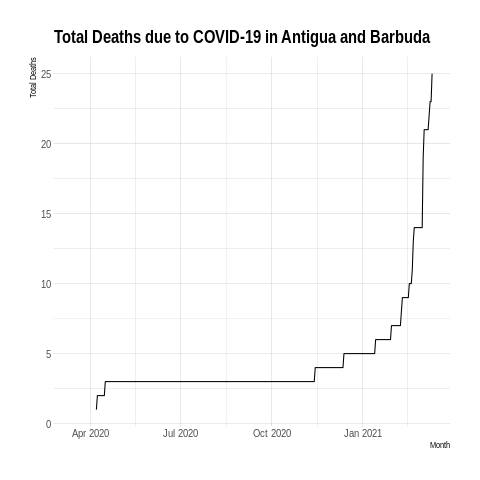 Total Deaths due to COVID-19 in Antigua and Barbuda
Total Deaths
25
20
15
10
5
0
Apr 2020 Jul 2020 Oct 2020 Jan 2021
Month